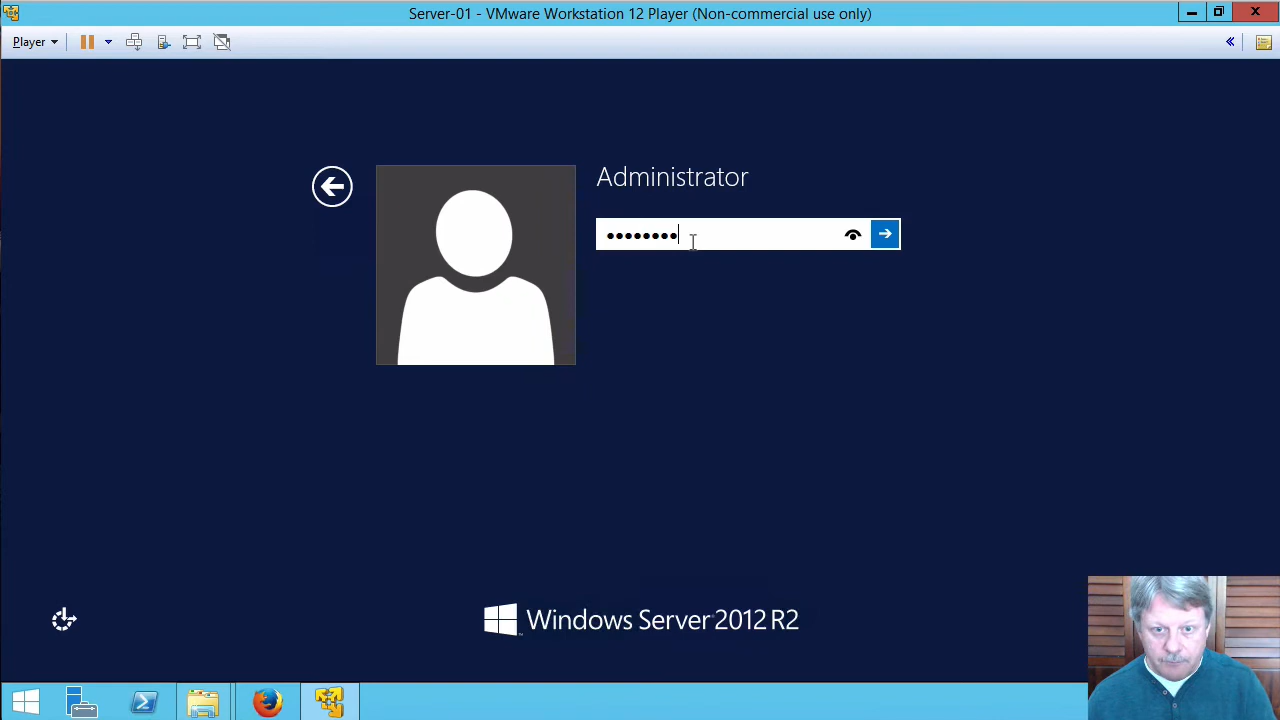 Server-01 - VMware Workstation 12 Player (Non-commercial use only)
Player
Administrator
Windows Server 2012 R2